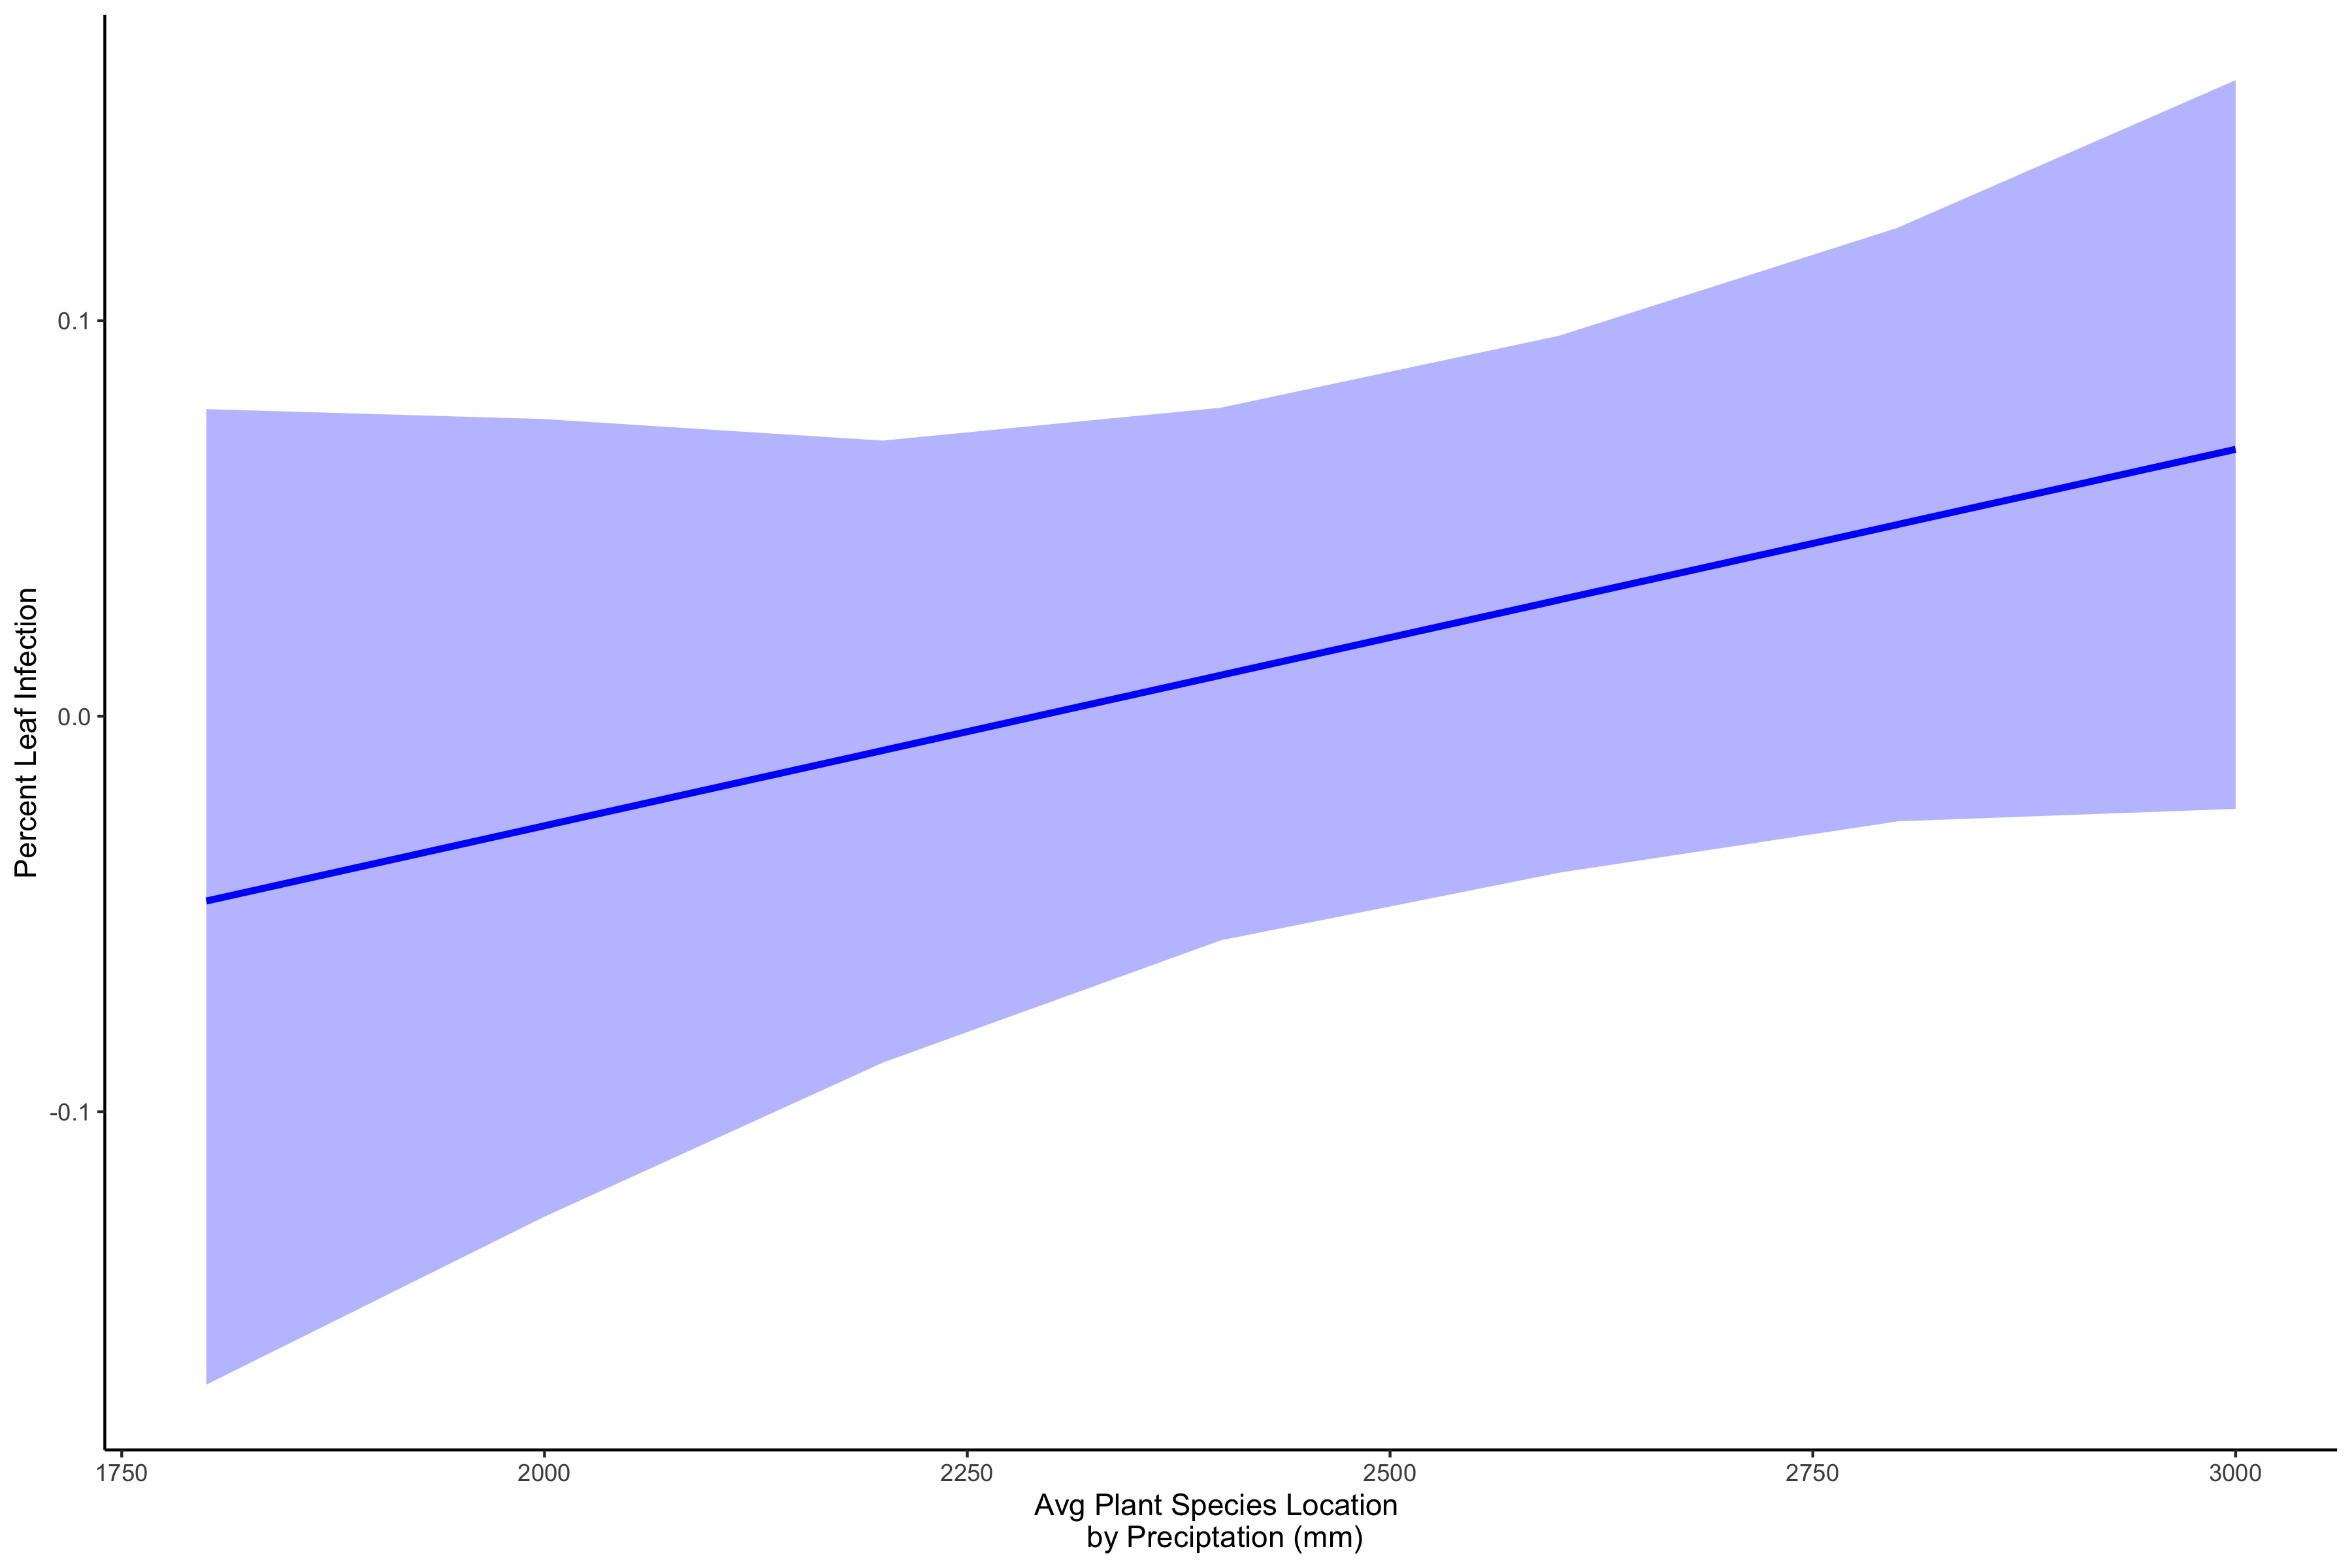 0.1
0.0
-0.1
Percent Leaf Infection
1750 2000 2250 2500 2750 3000
Avg Plant Species Location
by Preciptation (mm)